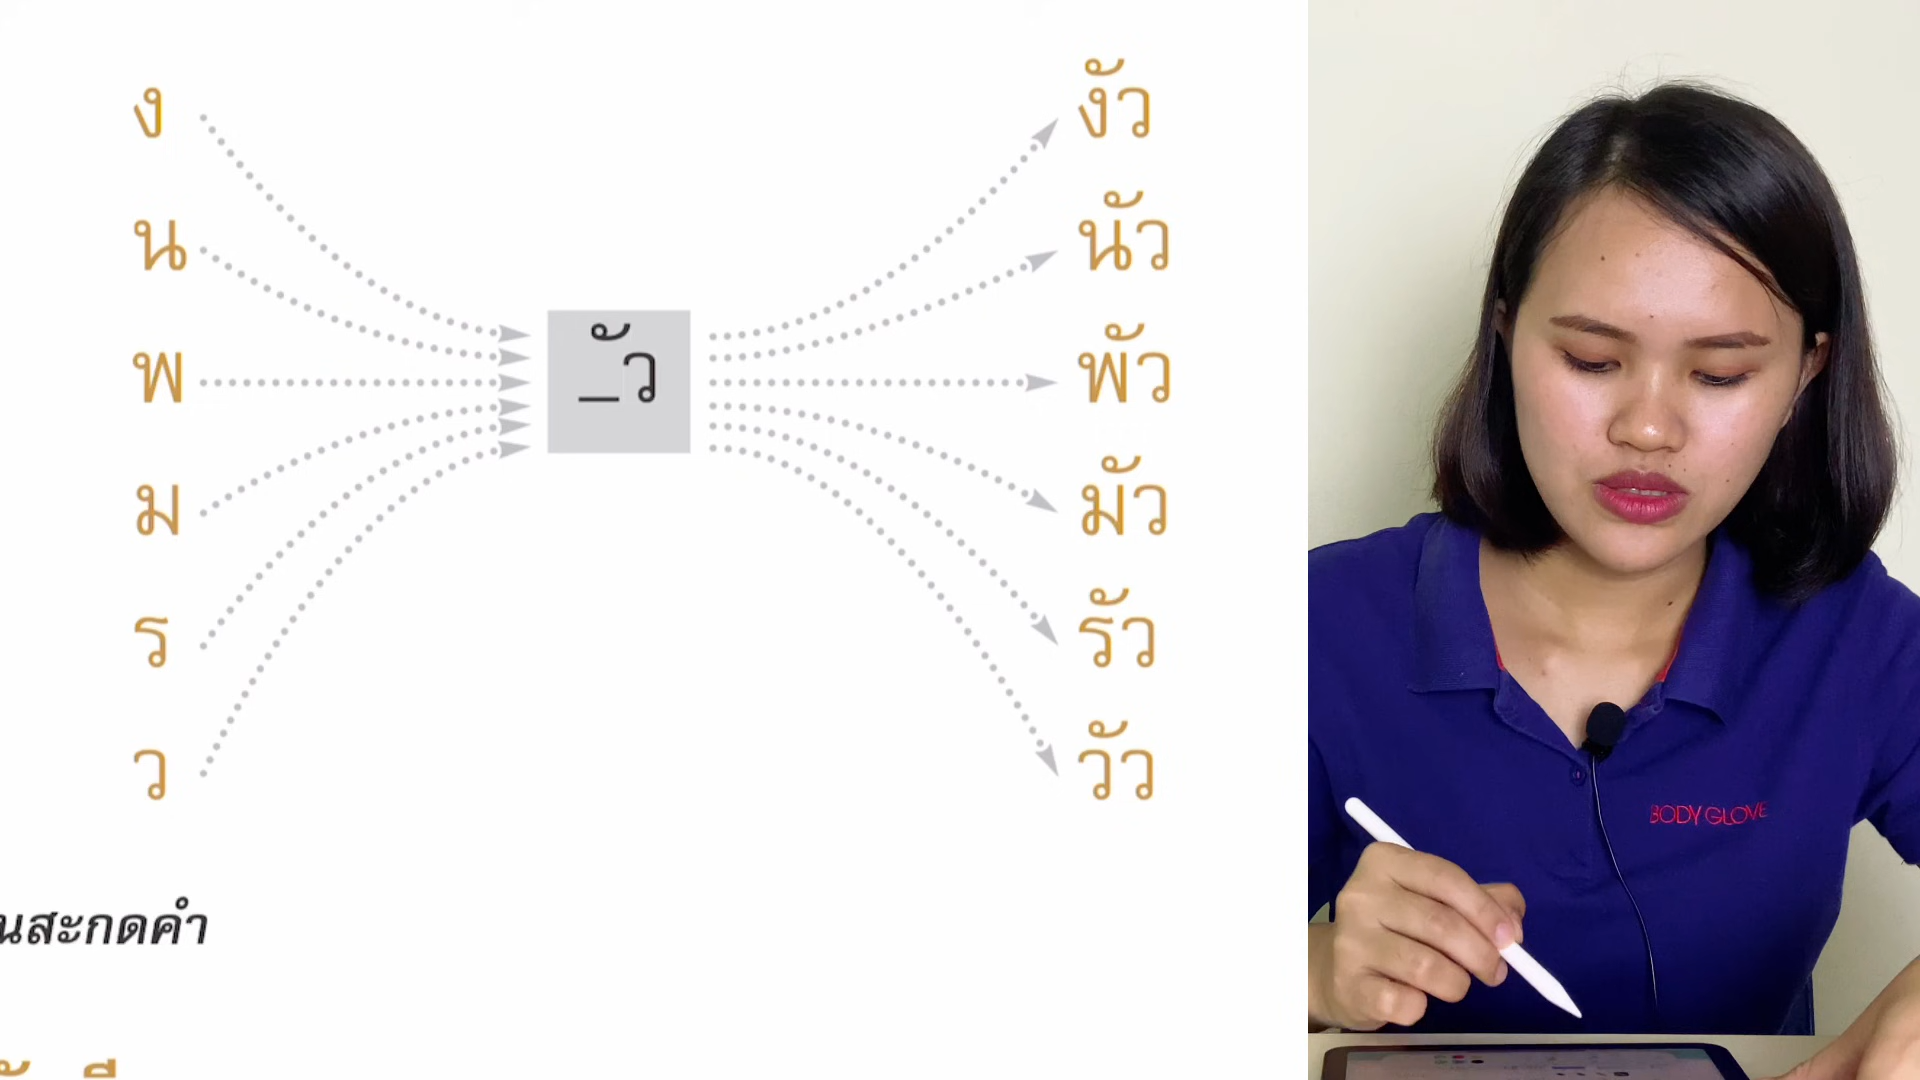 ง งัว
น นัว
พ _ัว พัว
ม มัว
ร รัว
ว วัว
นสะกดคำ
BODY GLOVE